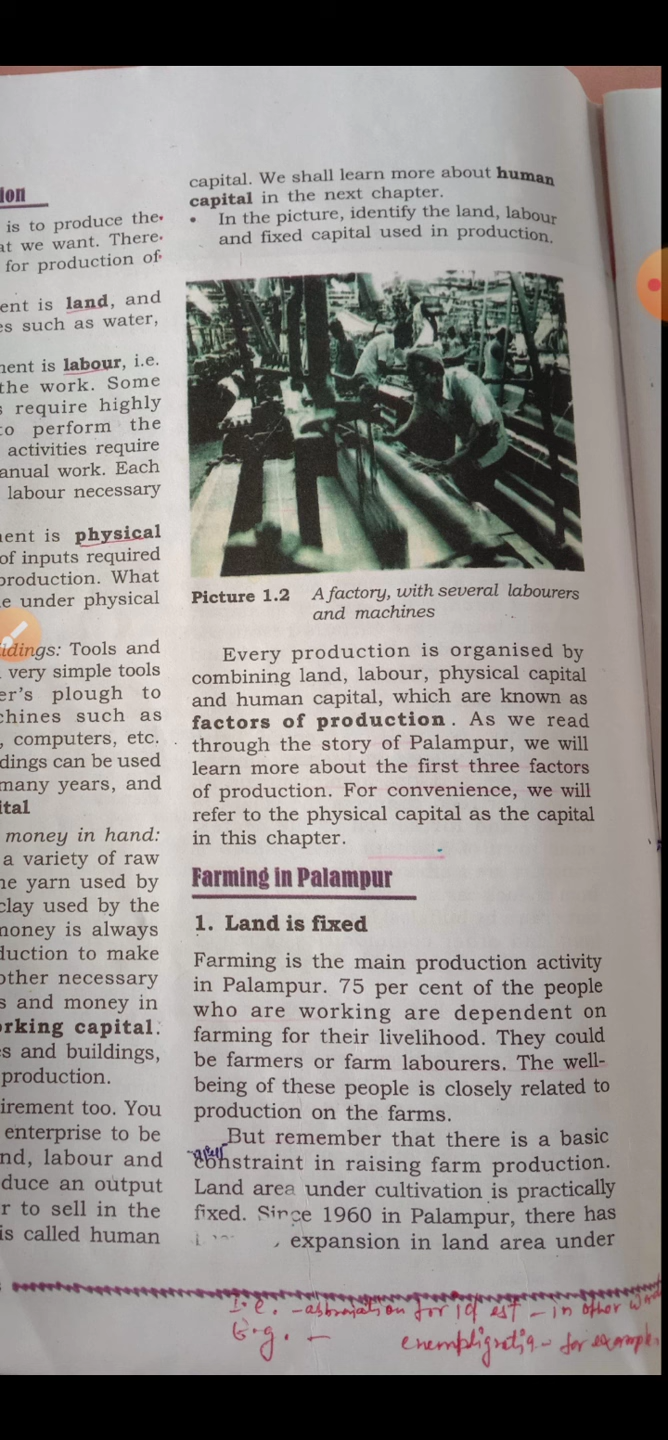 ion
is to produce the
at we want. There
for production of
ent is land, and
es such as water,
nent is labour, i.e.
the work. Some
s require highly
to perform the
activities require
anual work. Each
labour necessary
nent is physical
of inputs required
production. What
e under physical
ldings: Tools and
very simple tools
er's plough to
chines such as
, computers, etc.
dings can be used
many years, and
ital
money in hand:
a variety of raw
ne yarn used by
clay used by the
money is always
duction to make
other necessary
s and money in
rking capital.
es and buildings,
production.
irement too. You
enterprise to be
nd, labour and
duce an output
r to sell in the
is called human
capital. We shall learn more about human
capital in the next chapter.
• In the picture, identify the land, labour
and fixed capital used in production.
Picture 1.2 A factory, with several labourers
and machines
Every production is organised by
combining land, labour, physical capital
and human capital, which are known as
factors of production. As we read
through the story of Palampur, we will
learn more about the first three factors
of production. For convenience, we will
refer to the physical capital as the capital
in this chapter.
Farming in Palampur
1. Land is fixed
Farming is the main production activity
in Palampur. 75 per cent of the people
who are working are dependent on
farming for their livelihood. They could
be farmers or farm labourers. The well-
being of these people is closely related to
production on the farms.
But remember that there is a basic
constraint in raising farm production.
Land area under cultivation is practically
fixed. Since 1960 in Palampur, there has
expansion in land area under
I.e. - for id est - in other
E.g. - for example